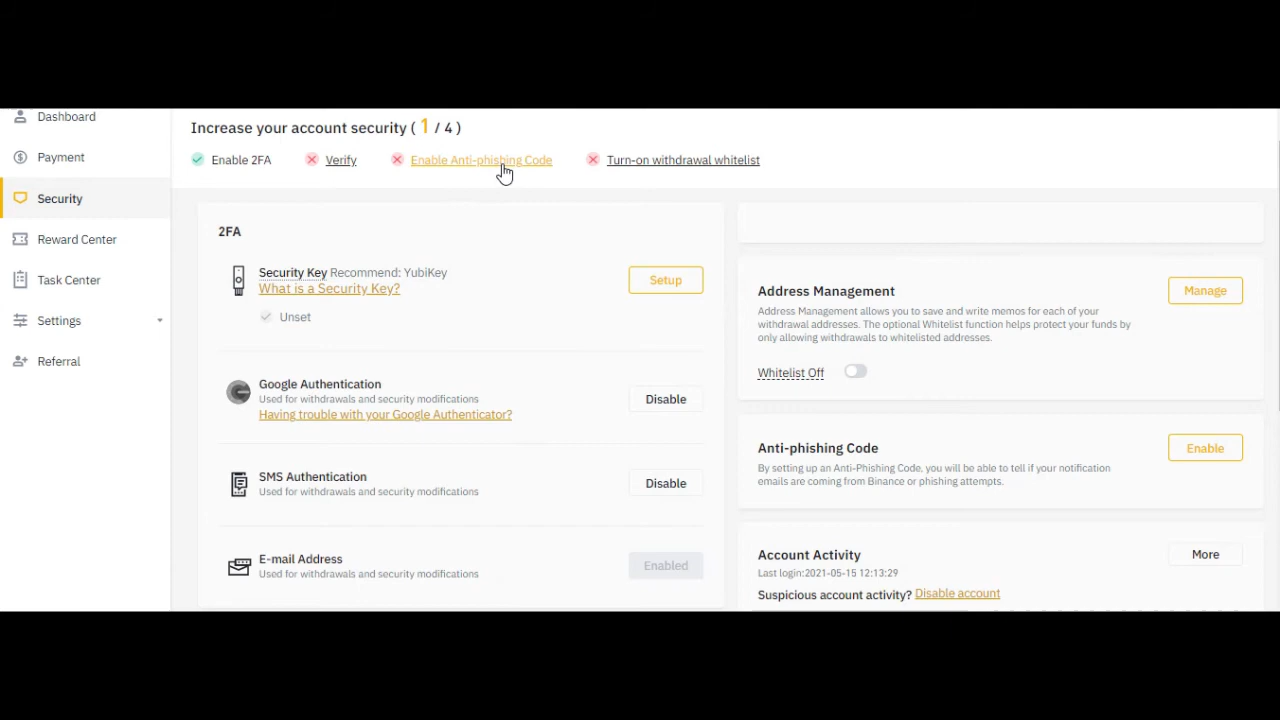 Dashboard
Payment
Security
Reward Center
Task Center
Settings
Referral
Increase your account security ( 1 / 4 )
Enable 2FA
Verify
Enable Anti-phishing Code
Turn-on withdrawal whitelist
2FA
Security Key Recommend: YubiKey
What is a Security Key?
Unset
Setup
Google Authentication
Used for withdrawals and security modifications
Having trouble with your Google Authenticator?
Disable
SMS Authentication
Used for withdrawals and security modifications
Disable
E-mail Address
Used for withdrawals and security modifications
Enabled
Address Management
Address Management allows you to save and write memos for each of your
withdrawal addresses. The optional Whitelist function helps protect your funds by
only allowing withdrawals to whitelisted addresses.
Manage
Whitelist Off
Anti-phishing Code
By setting up an Anti-Phishing Code, you will be able to tell if your notification
emails are coming from Binance or phishing attempts.
Enable
Account Activity
Last login:2021-05-15 12:13:29
Suspicious account activity? Disable account
More